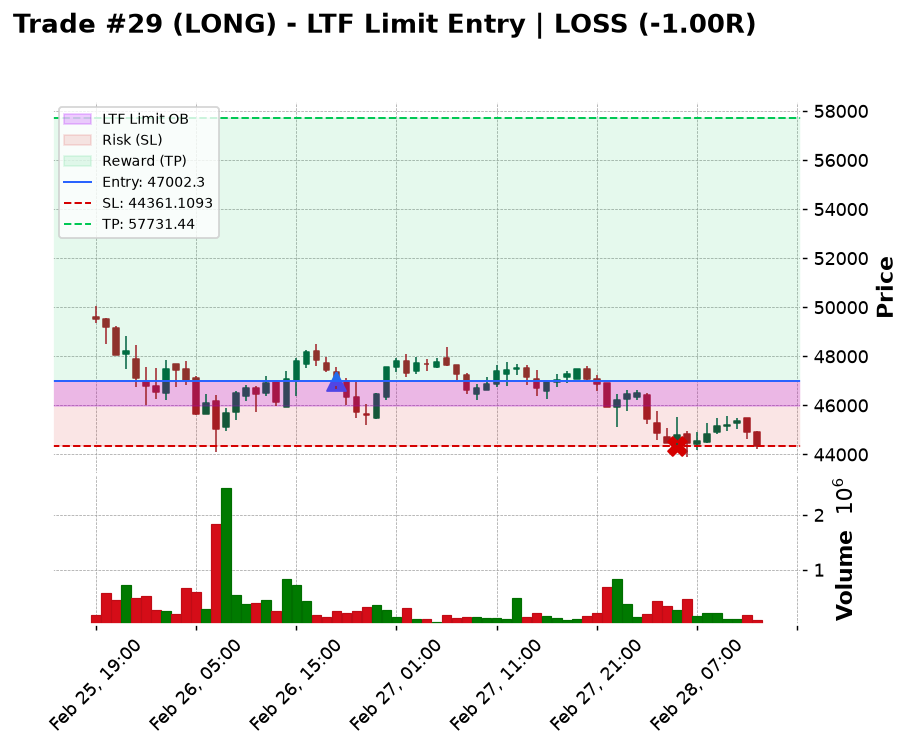 Trade #29 (LONG) - LTF Limit Entry | LOSS (-1.00R)
LTF Limit OB
Risk (SL)
Reward (TP)
Entry: 47002.3
SL: 44361.1093
TP: 57731.44
58000
56000
54000
52000
50000
48000
46000
44000
Price
2
1
Volume 10^6
Feb 25, 19:00
Feb 26, 05:00
Feb 26, 15:00
Feb 27, 01:00
Feb 27, 11:00
Feb 27, 21:00
Feb 28, 07:00